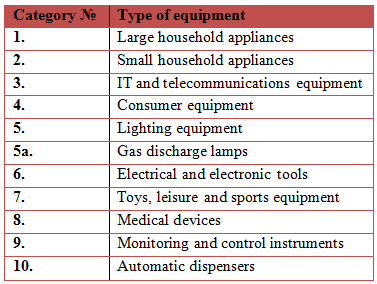 Category № Type of equipment
1. Large household appliances
2. Small household appliances
3. IT and telecommunications equipment
4. Consumer equipment
5. Lighting equipment
5a. Gas discharge lamps
6. Electrical and electronic tools
7. Toys, leisure and sports equipment
8. Medical devices
9. Monitoring and control instruments
10. Automatic dispensers